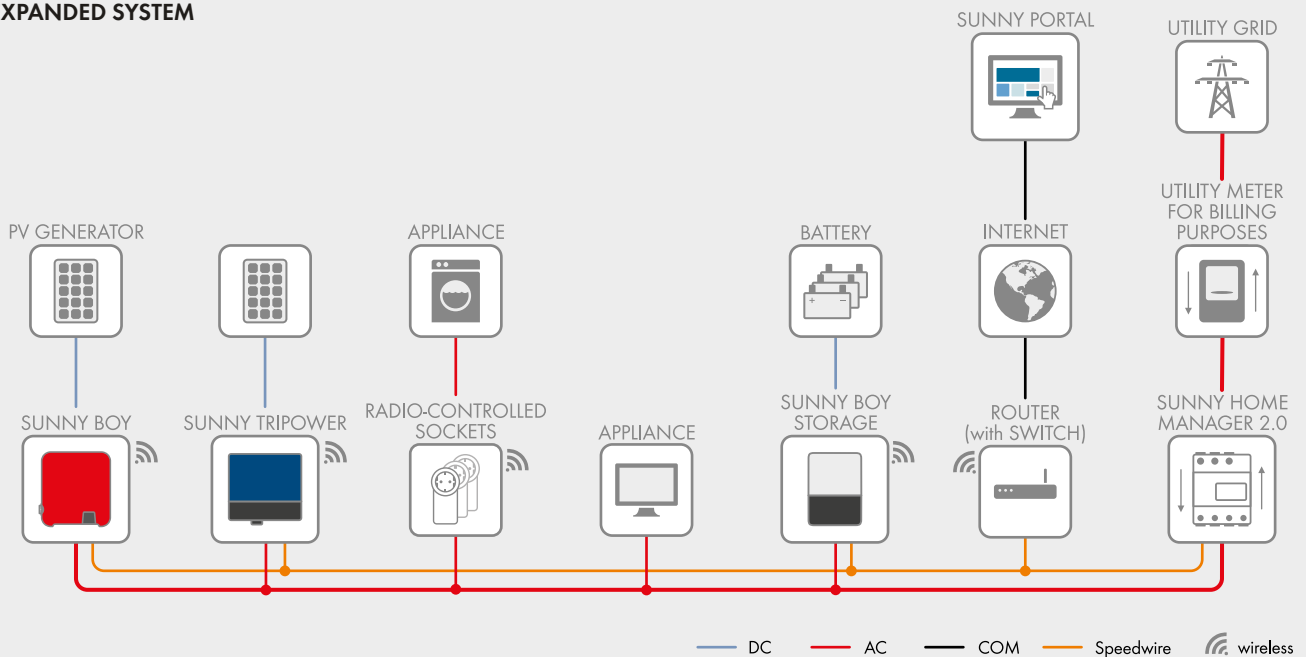 XPANDED SYSTEM
SUNNY PORTAL
UTILITY GRID
UTILITY METER
FOR BILLING
PURPOSES
PV GENERATOR
APPLIANCE
BATTERY
INTERNET
SUNNY BOY
SUNNY TRIPOWER
RADIO-CONTROLLED
SOCKETS
APPLIANCE
SUNNY BOY
STORAGE
ROUTER
(with SWITCH)
SUNNY HOME
MANAGER 2.0
DC
AC
COM
Speedwire
wireless